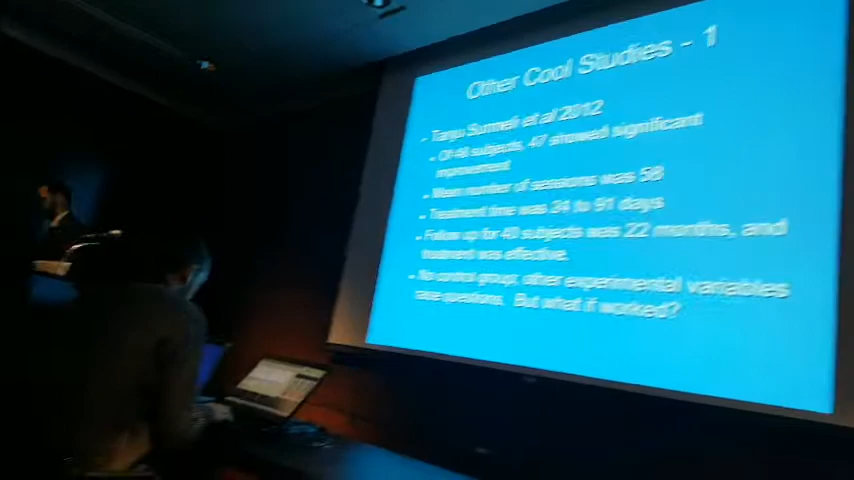 Other Cool Studies - 1
et al 2012
Of 48 subjects, 47 showed significant
improvement
Mean number of sessions was 58
Treatment time was 24 to 91 days
Follow up for 40 subjects was 22 months, and
treatment was effective.
No control group; other experimental variables
raise questions. But what if it worked?